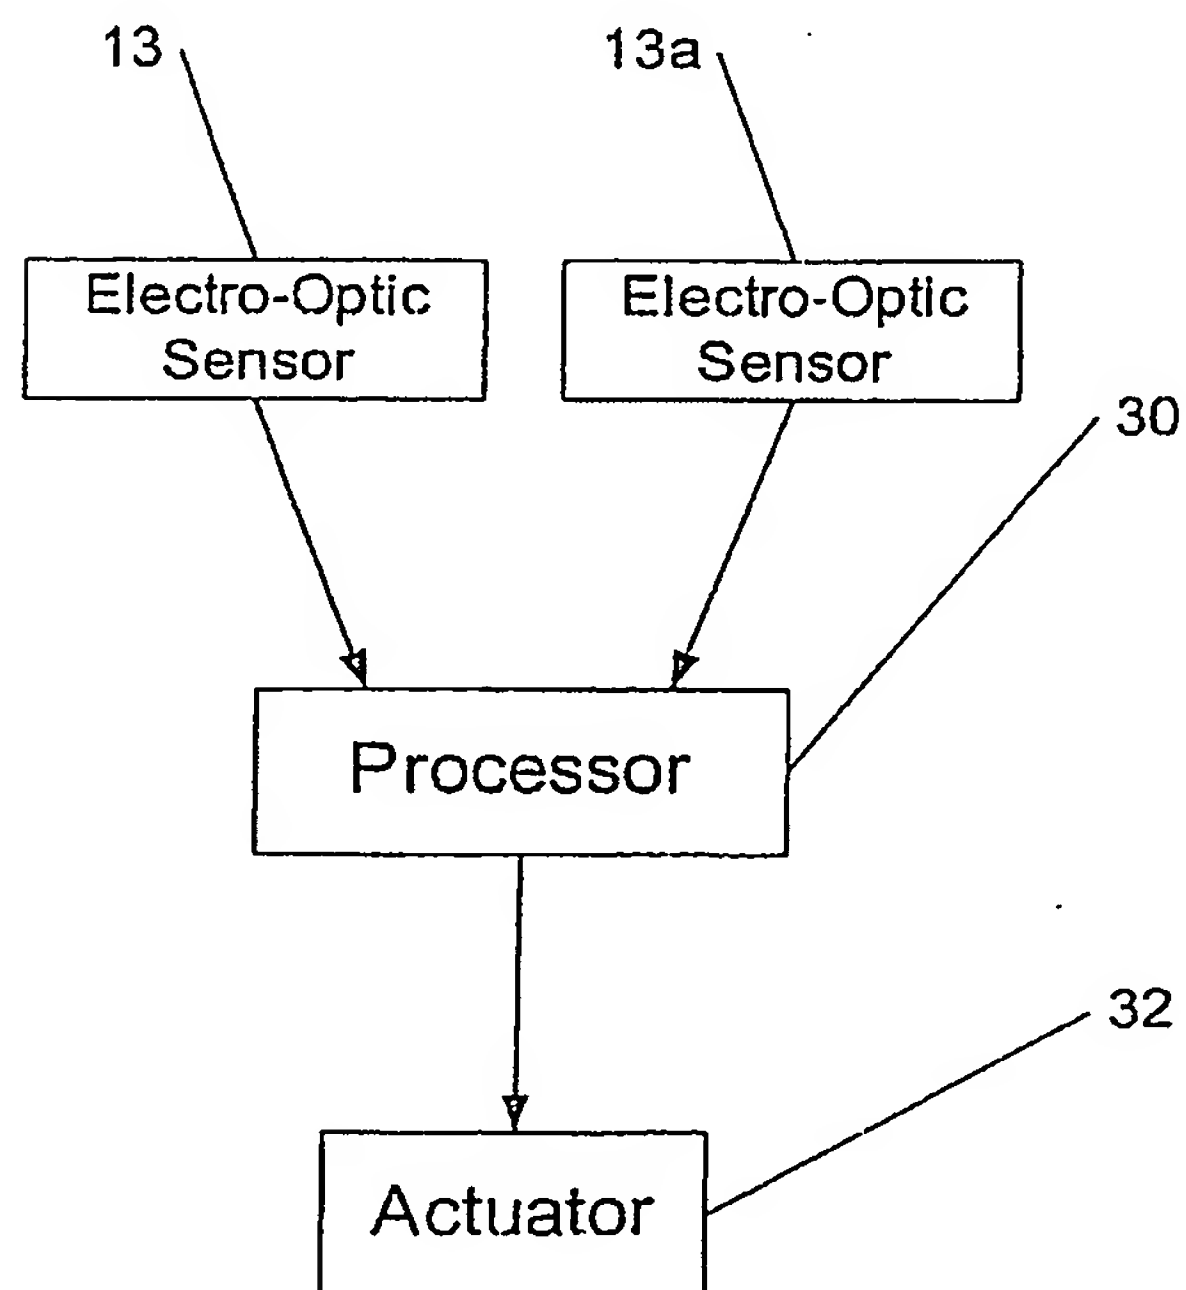 13
13a
Electro-Optic
Sensor
Electro-Optic
Sensor
30
Processor
32
Actuator